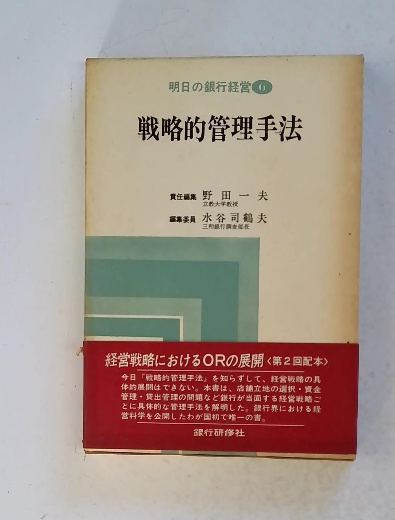 明日の銀行経営 6
戦略的管理手法
責任編集 野田一夫
立教大学教授
編集委員 水谷司鶴夫
三和銀行調査部長
経営戦略におけるORの展開〈第2回配本〉
今日「戦略的管理手法」を知らずして、経営戦略の具
体的展開はできない。本書は、店舗立地の選択・資金
管理・貸出管理の問題など銀行が当面する経営戦略ご
とに具体的な管理手法を解明した。銀行界における経
営科学を公開したわが国初で唯一の書。
銀行研修社